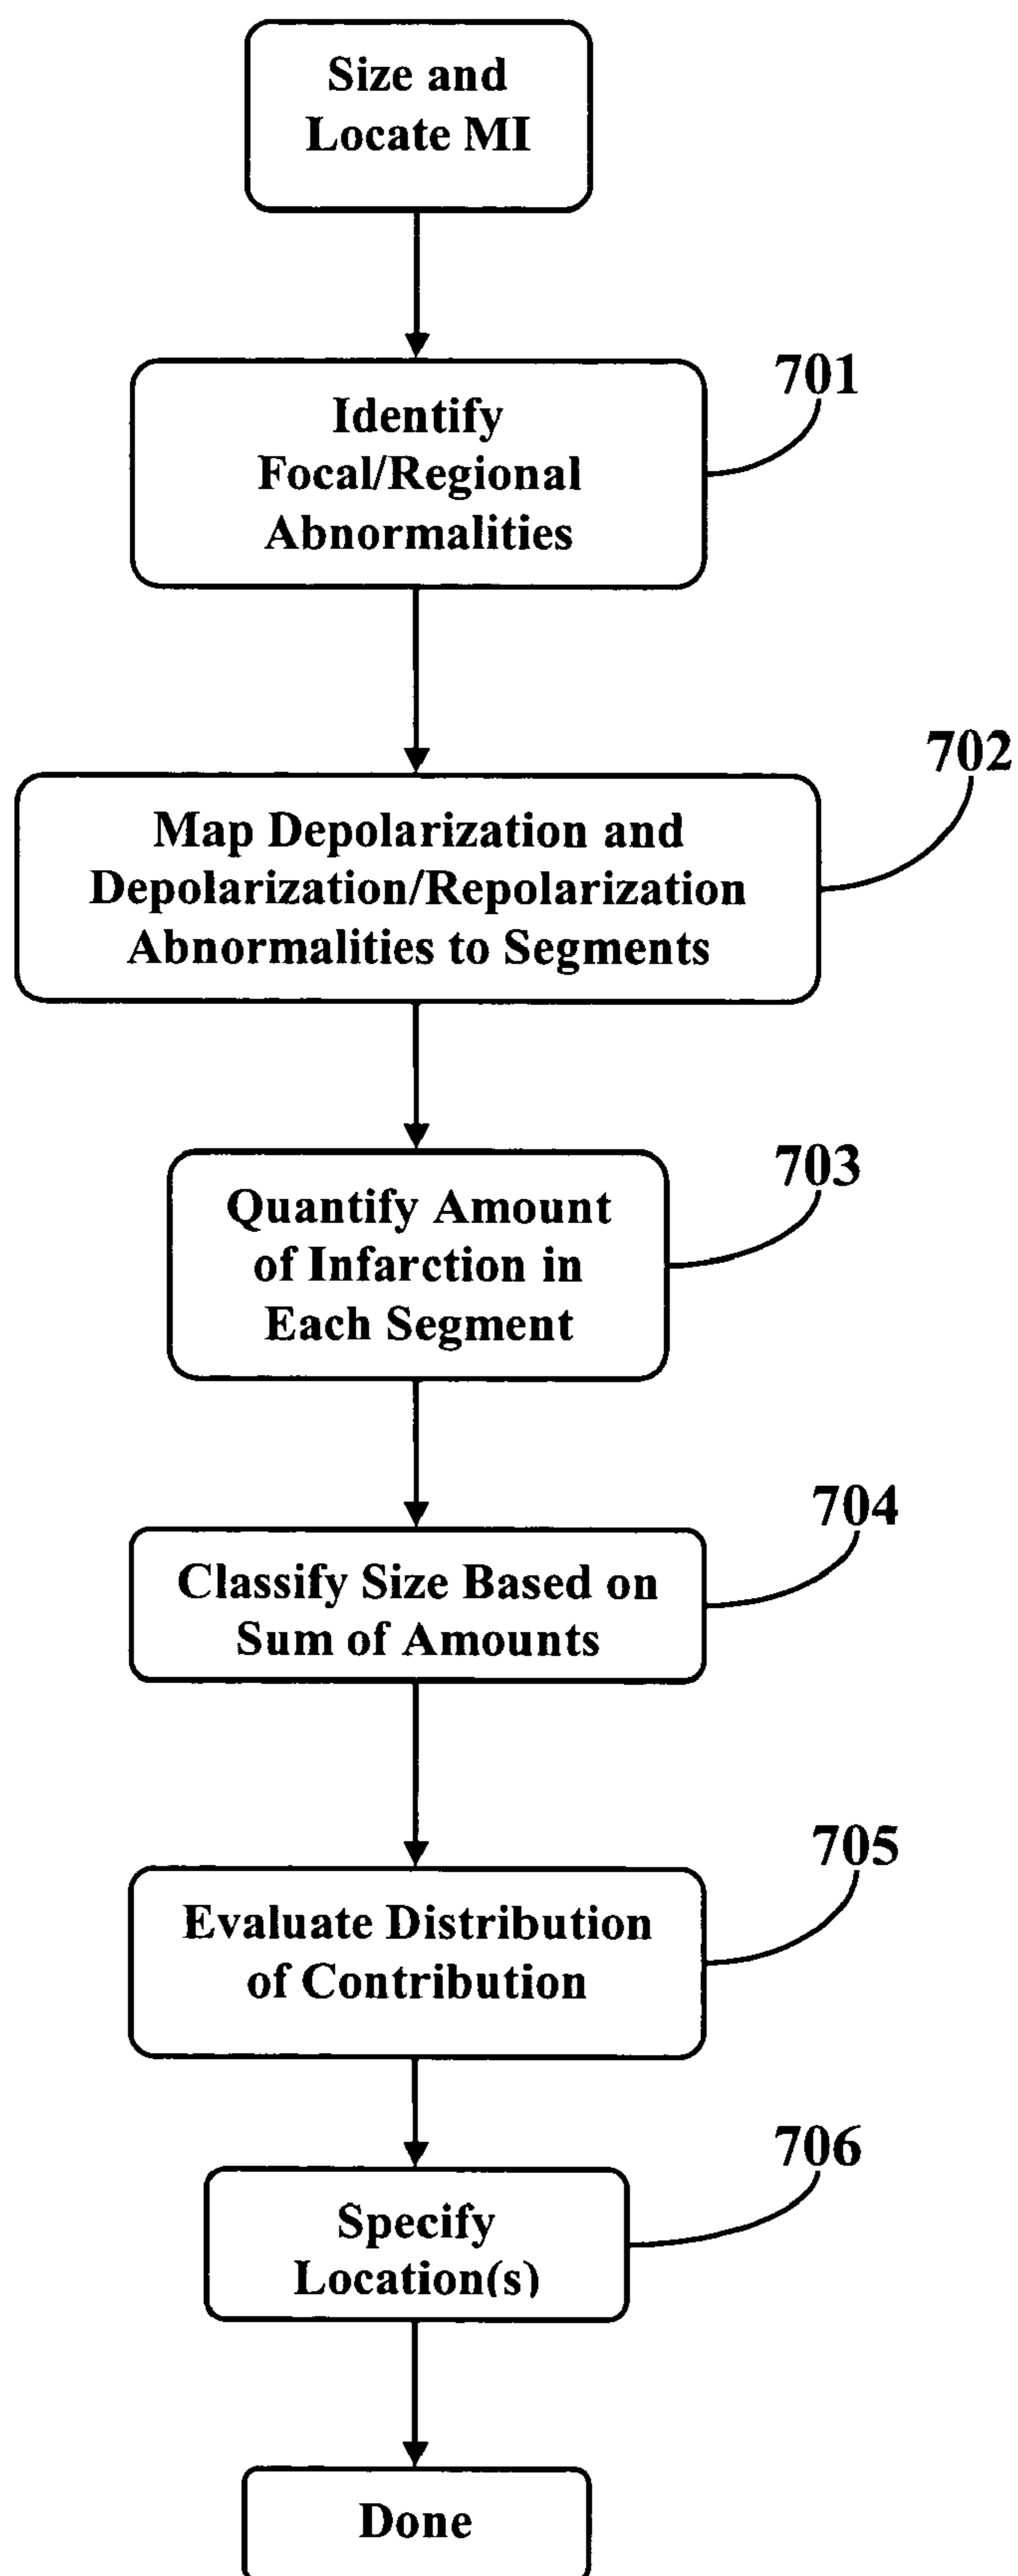 Size and
Locate MI
701
Identify
Focal/Regional
Abnormalities
702
Map Depolarization and
Depolarization/Repolarization
Abnormalities to Segments
703
Quantify Amount
of Infarction in
Each Segment
704
Classify Size Based on
Sum of Amounts
705
Evaluate Distribution
of Contribution
706
Specify
Location(s)
Done